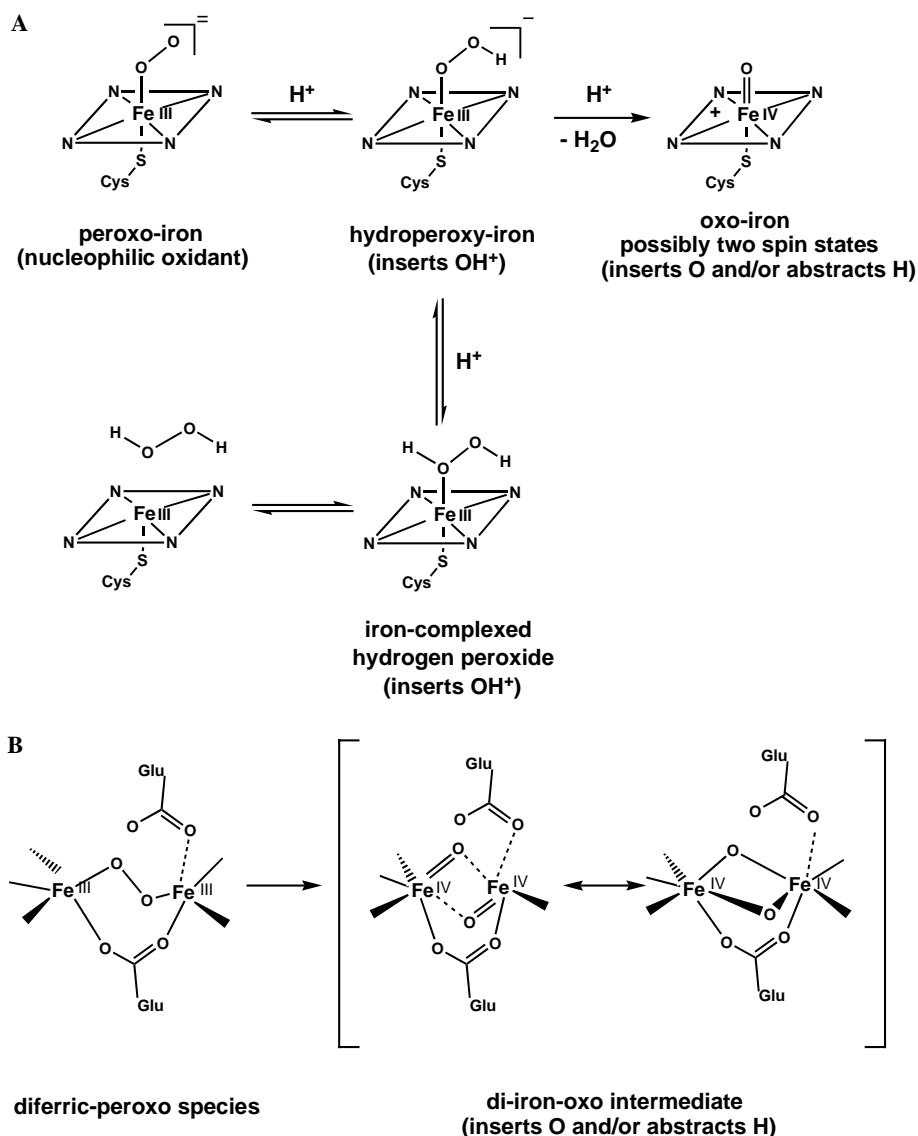 A
O
O
=
Fe III
N N N N
S
Cys
H+
O
O
H
−
Fe III
N N N N
S
Cys
H+
- H2O
O
+ Fe IV
N N N N
S
Cys
peroxo-iron
(nucleophilic oxidant)
hydroperoxy-iron
(inserts OH+)
oxo-iron
possibly two spin states
(inserts O and/or abstracts H)
H+
H O O H
Fe III
N N N N
S
Cys
H O O H
Fe III
N N N N
S
Cys
iron-complexed
hydrogen peroxide
(inserts OH+)
B
Glu
O O
O
O
Fe III Fe III
O O
Glu
Glu
O O
O
Fe IV Fe IV
O
O O
Glu
Glu
O O
O
Fe IV Fe IV
O
O O
Glu
diferric-peroxo species
di-iron-oxo intermediate
(inserts O and/or abstracts H)